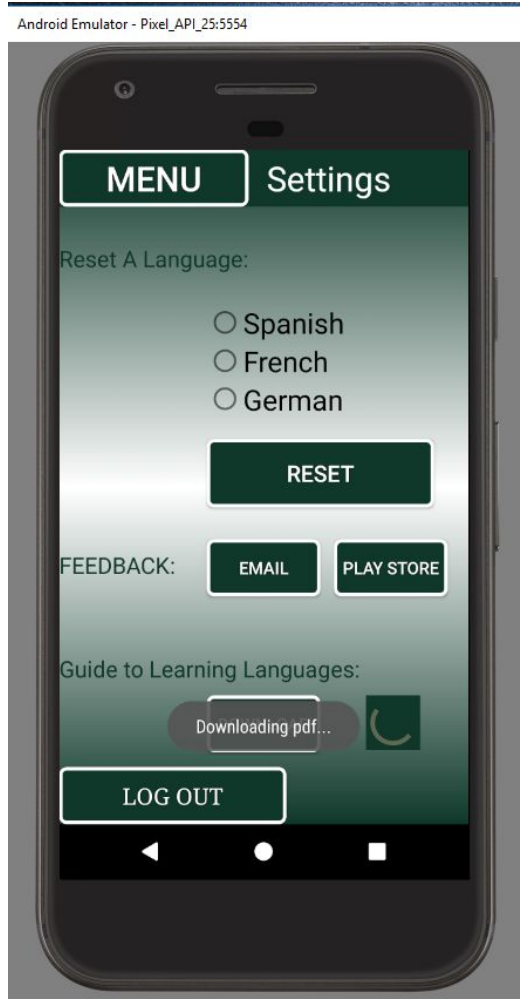 Android Emulator - Pixel_API_25:5554
MENU Settings
Reset A Language:
Spanish
French
German
RESET
FEEDBACK: EMAIL PLAY STORE
Guide to Learning Languages:
Downloading pdf...
LOG OUT